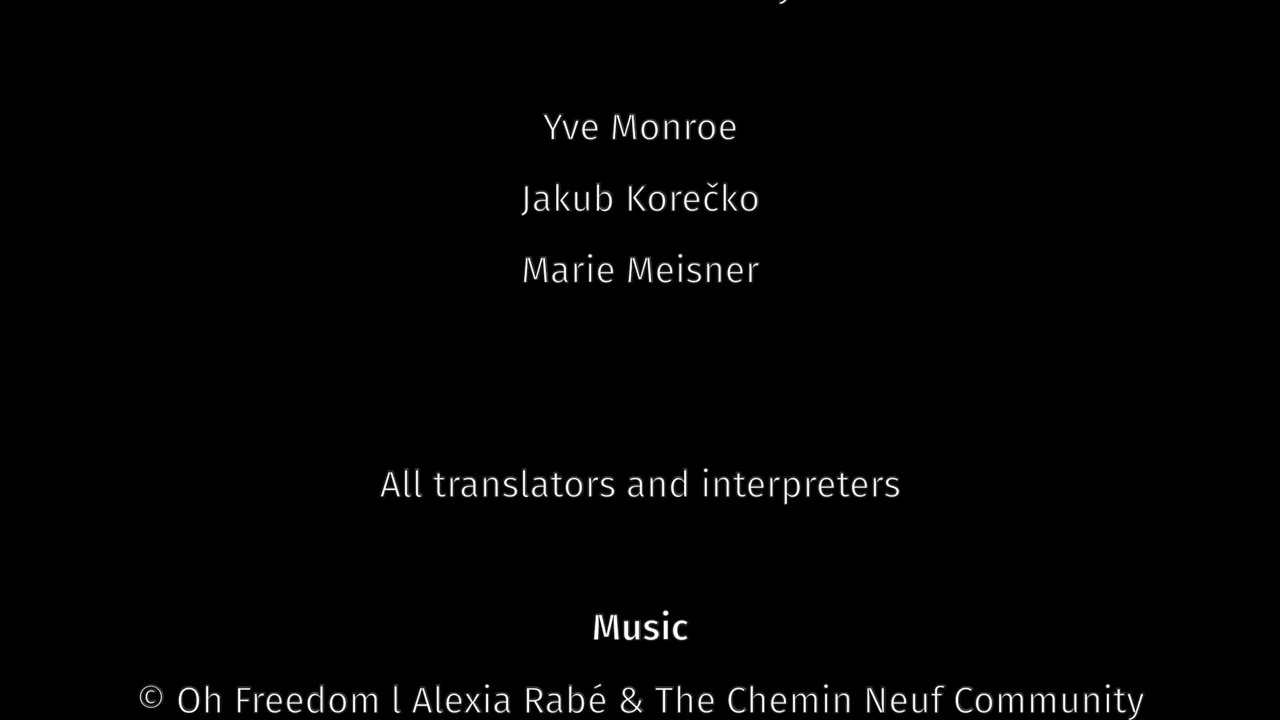 Yve Monroe
Jakub Korečko
Marie Meisner
All translators and interpreters
Music
© Oh Freedom l Alexia Rabé & The Chemin Neuf Community